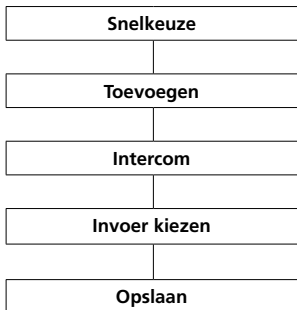 Snelkeuze
Toevoegen
Intercom
Invoer kiezen
Opslaan